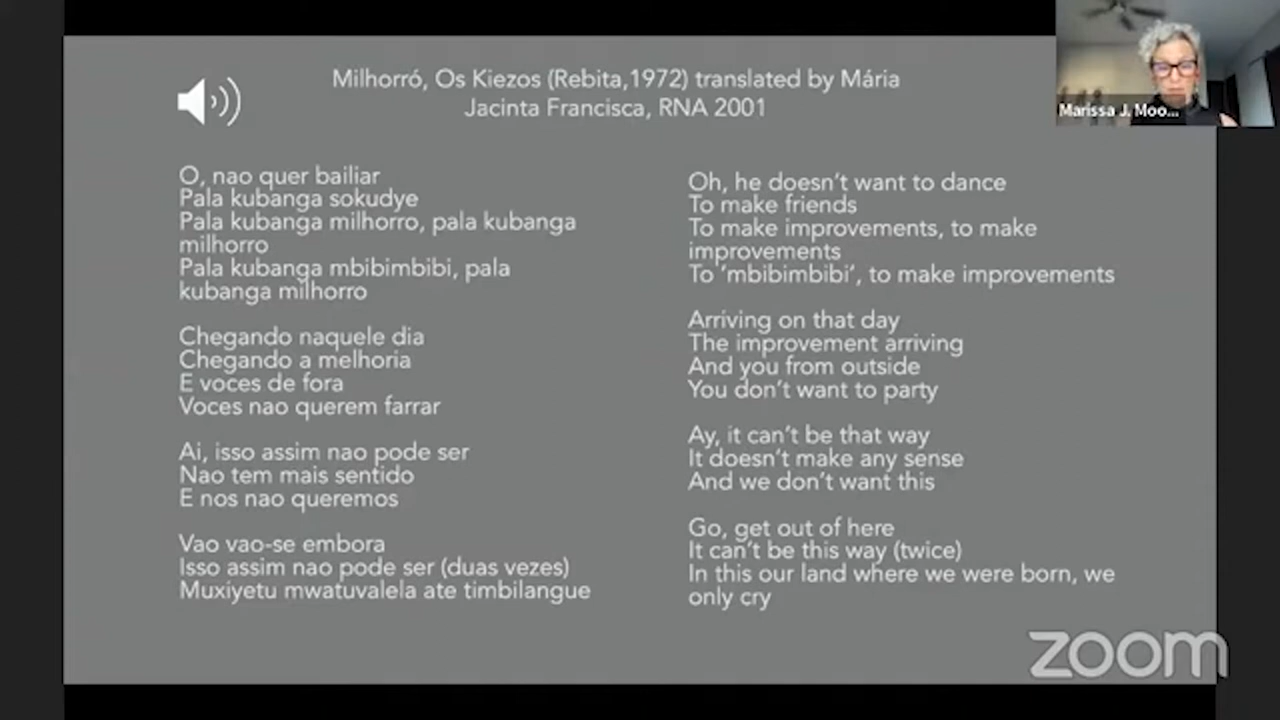 Milhorró, Os Kiezos (Rebita,1972) translated by Mária
Jacinta Francisca, RNA 2001
Marissa J. Moo...
O, nao quer bailiar
Pala kubanga sokudye
Pala kubanga milhorro, pala kubanga
milhorro
Pala kubanga mbibimbibi, pala
kubanga milhorro
Chegando naquele dia
Chegando a melhoria
E voces de fora
Voces nao querem farrar
Ai, isso assim nao pode ser
Nao tem mais sentido
E nos nao queremos
Vao vao-se embora
Isso assim nao pode ser (duas vezes)
Muxiyetu mwatuvalela ate timbilangue
Oh, he doesn't want to dance
To make friends
To make improvements, to make
improvements
To 'mbibimbibi', to make improvements
Arriving on that day
The improvement arriving
And you from outside
You don't want to party
Ay, it can't be that way
It doesn't make any sense
And we don't want this
Go, get out of here
It can't be this way (twice)
In this our land where we were born, we
only cry
zoom